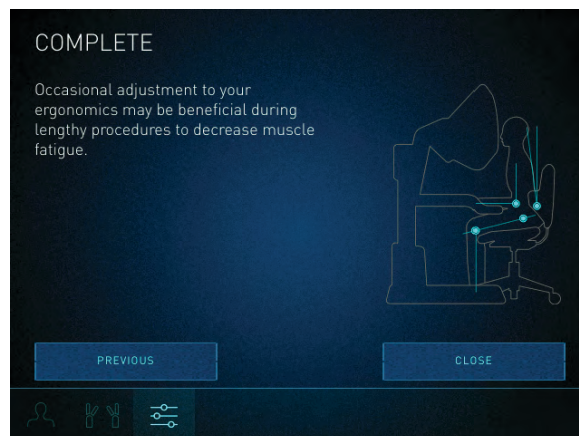 COMPLETE
Occasional adjustment to your
ergonomics may be beneficial during
lengthy procedures to decrease muscle
fatigue.
PREVIOUS
CLOSE